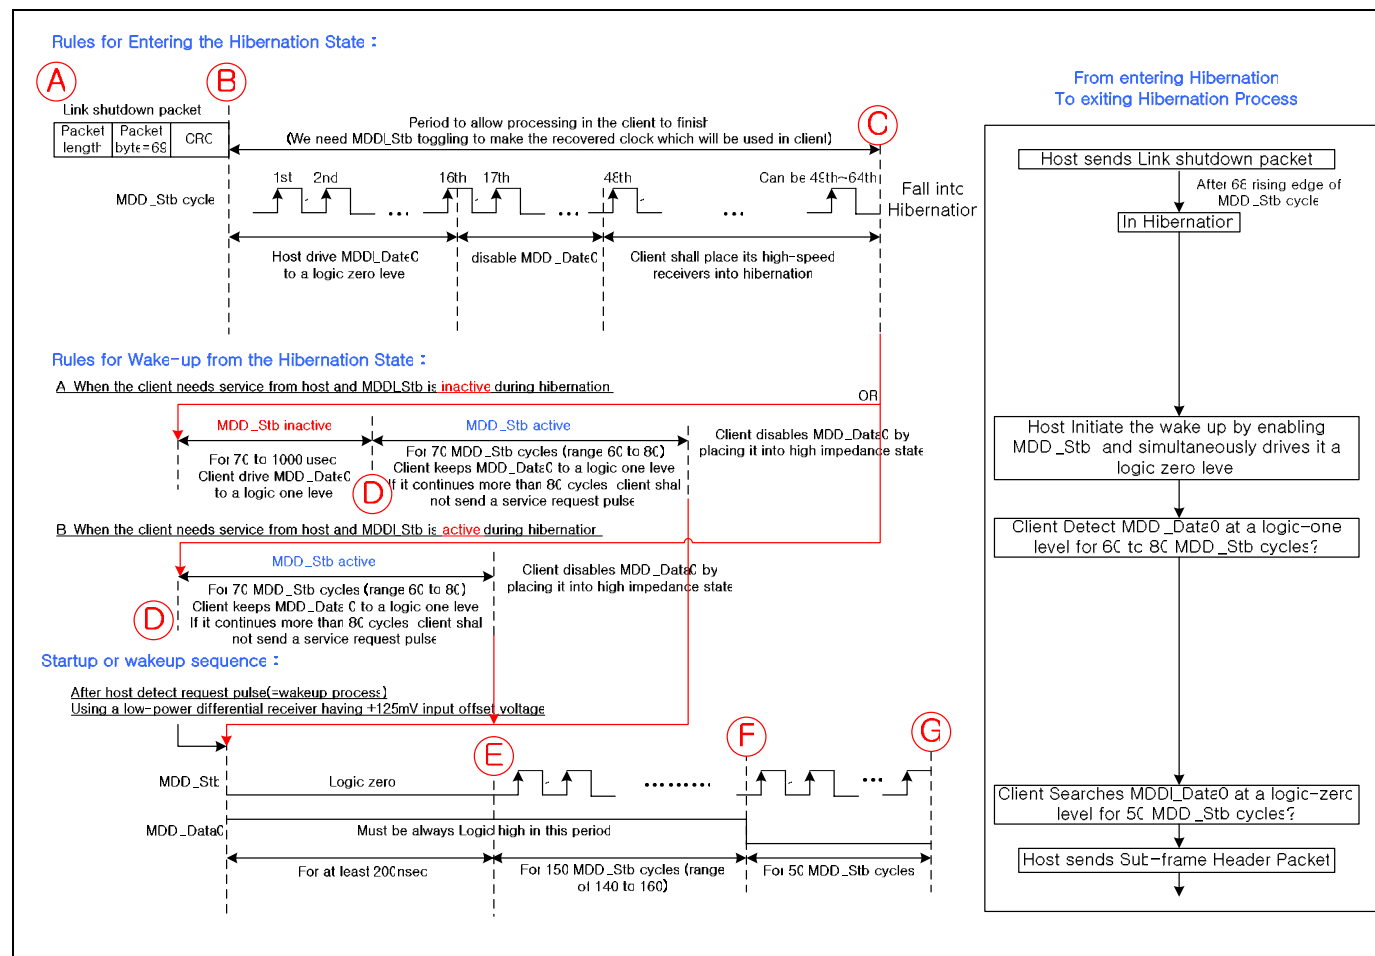 Rules for Entering the Hibernation State :
A
B
Link shutdown packet
Packet length
Packet byte=69
CRC
Period to allow processing in the client to finish
(We need MDDI_Stb toggling to make the recovered clock which will be used in client)
C
MDD_Stb cycle
1st
2nd
16th
17th
48th
Can be 49th~64th
Fall into
Hibernation
Host drive MDDI_Data0
to a logic zero leve
disable MDD_Data0
Client shall place its high-speed
receivers into hibernation
Rules for Wake-up from the Hibernation State :
A When the client needs service from host and MDDI_Stb is inactive during hibernation
OR
MDD_Stb inactive
MDD_Stb active
For 70 to 1000 usec
Client drive MDD_Data0
to a logic one leve
D
For 70 MDD_Stb cycles (range 60 to 80)
Client keeps MDD_Data0 to a logic one leve
If it continues more than 80 cycles client shal
not send a service request pulse
Client disables MDD_Data0 by
placing it into high impedance state
B When the client needs service from host and MDDI_Stb is active during hibernation
MDD_Stb active
D
For 70 MDD_Stb cycles (range 60 to 80)
Client keeps MDD_Data0 to a logic one leve
If it continues more than 80 cycles client shal
not send a service request pulse
Client disables MDD_Data0 by
placing it into high impedance state
Startup or wakeup sequence :
After host detect request pulse(=wakeup process)
Using a low-power differential receiver having +125mV input offset voltage
E
F
G
MDD_Stb
Logic zero
MDD_Data0
Must be always Logic high in this period
For at least 200nsec
For 150 MDD_Stb cycles (range
of 140 to 160)
For 50 MDD_Stb cycles
From entering Hibernation
To exiting Hibernation Process
Host sends Link shutdown packet
After 68 rising edge of
MDD_Stb cycle
In Hibernation
Host Initiate the wake up by enabling
MDD_Stb and simultaneously drives it a
logic zero leve
Client Detect MDD_Data0 at a logic-one
level for 60 to 80 MDD_Stb cycles?
Client Searches MDDI_Data0 at a logic-zero
level for 50 MDD_Stb cycles?
Host sends Sub-frame Header Packet